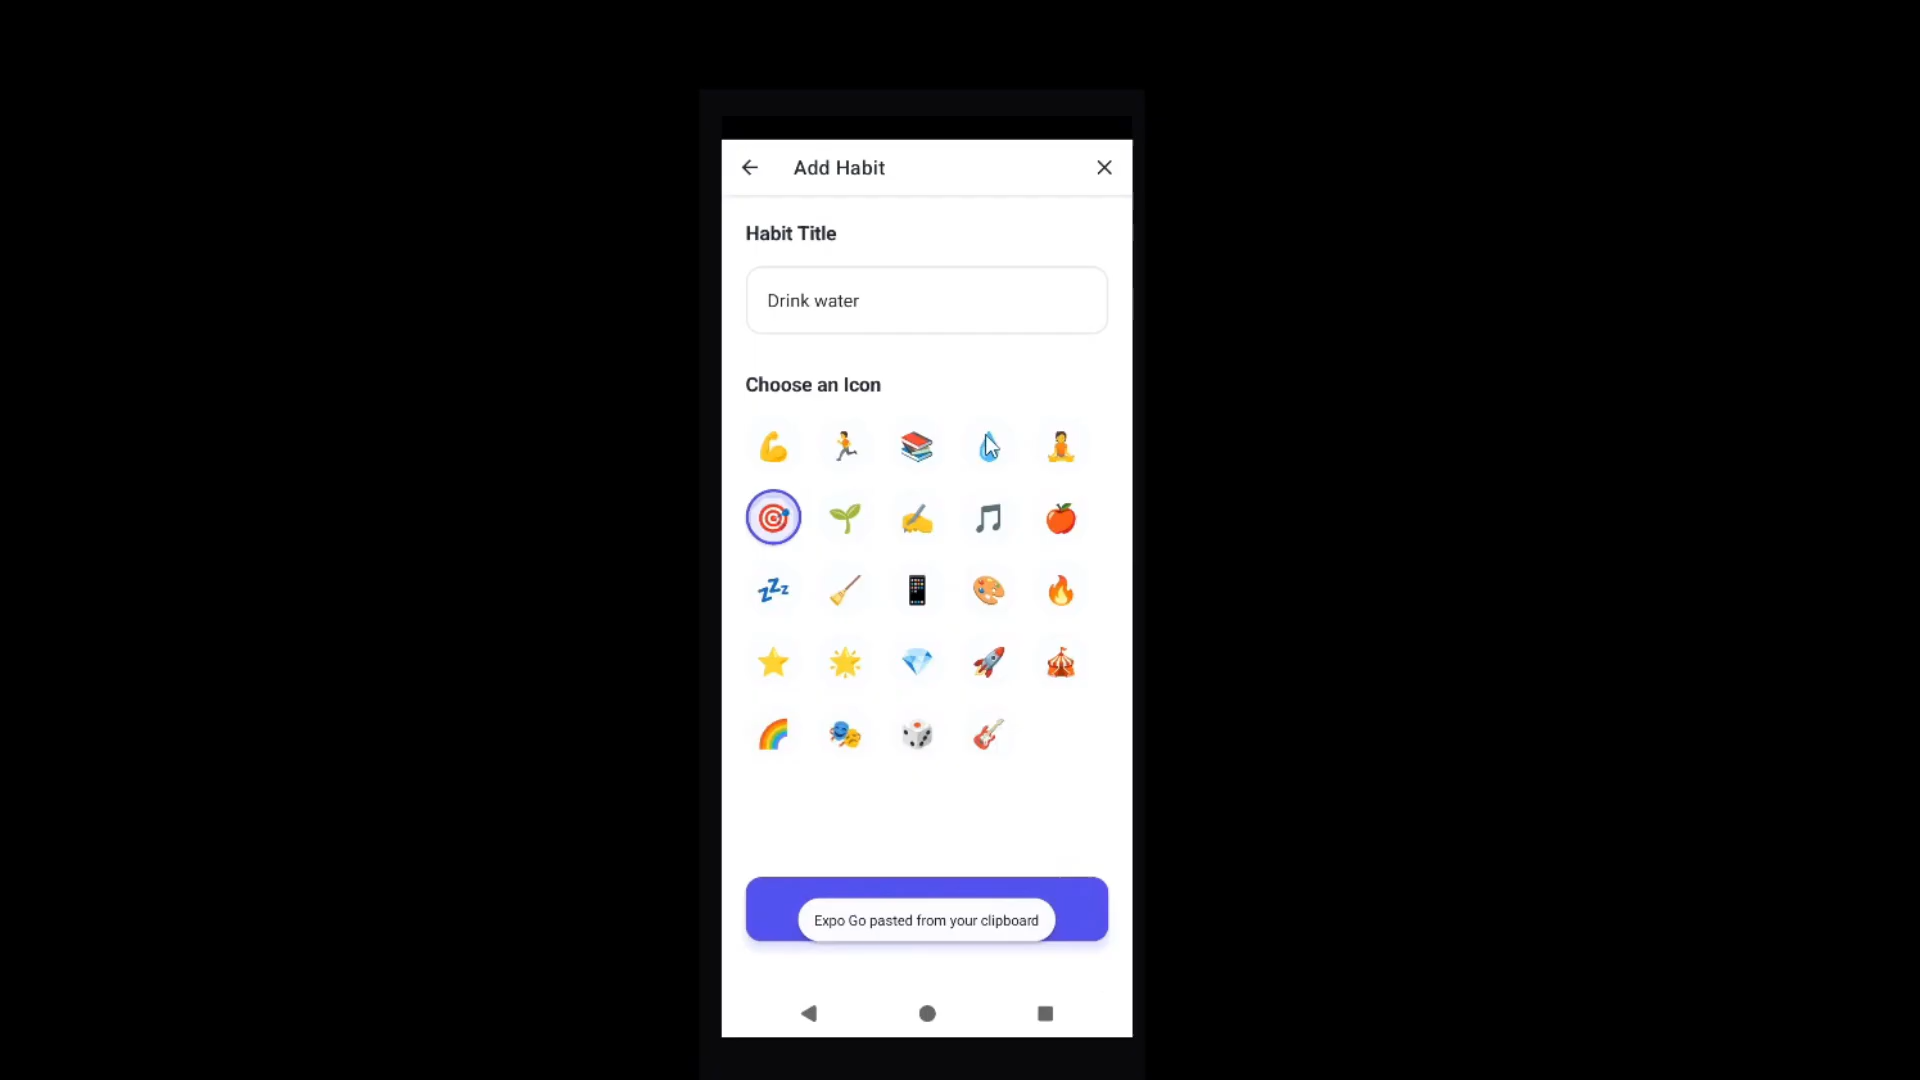 Add Habit
Habit Title
Drink water
Choose an Icon
Expo Go pasted from your clipboard